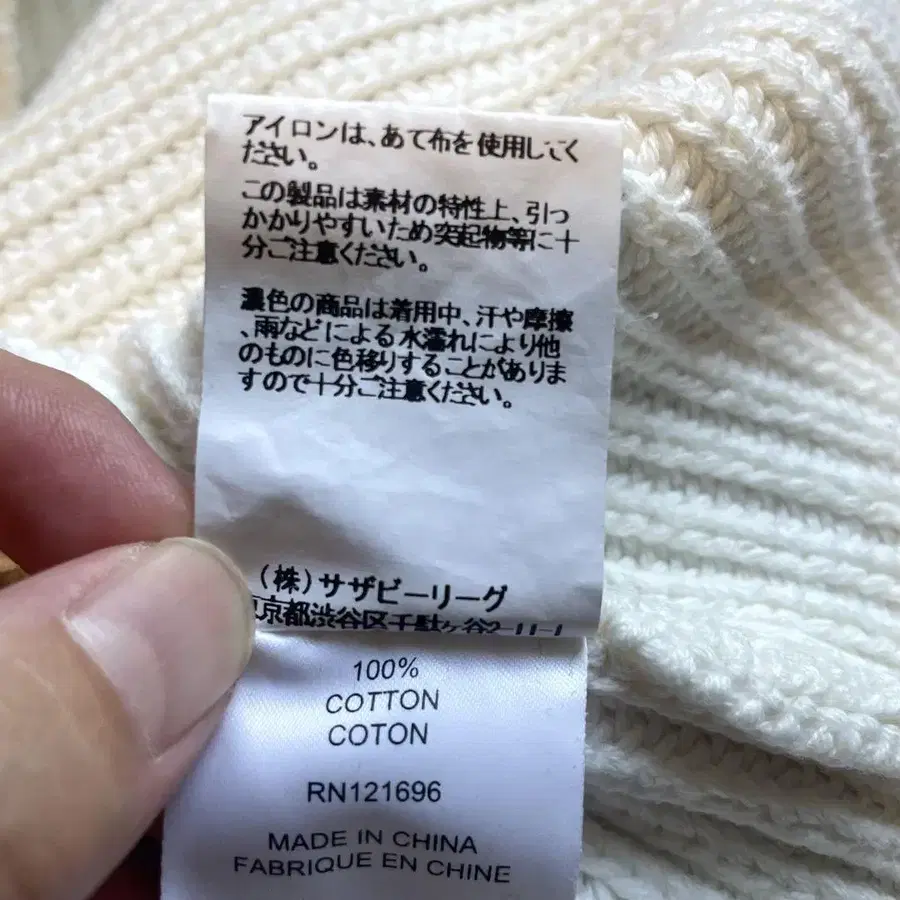 アイロンは、あて布を使用してく
ださい。
この製品は素材の特性上、引っ
かかりやすいため突起物等に十
分ご注意ください。
濃色の商品は着用中、汗や摩擦
、雨などによる水濡れにより他
のものに色移りすることがありま
すので十分ご注意ください。
(株)サザビーリーグ
京都渋谷区千駄ヶ谷2-11-1
100%
COTTON
COTON
RN121696
MADE IN CHINA
FABRIQUE EN CHINE